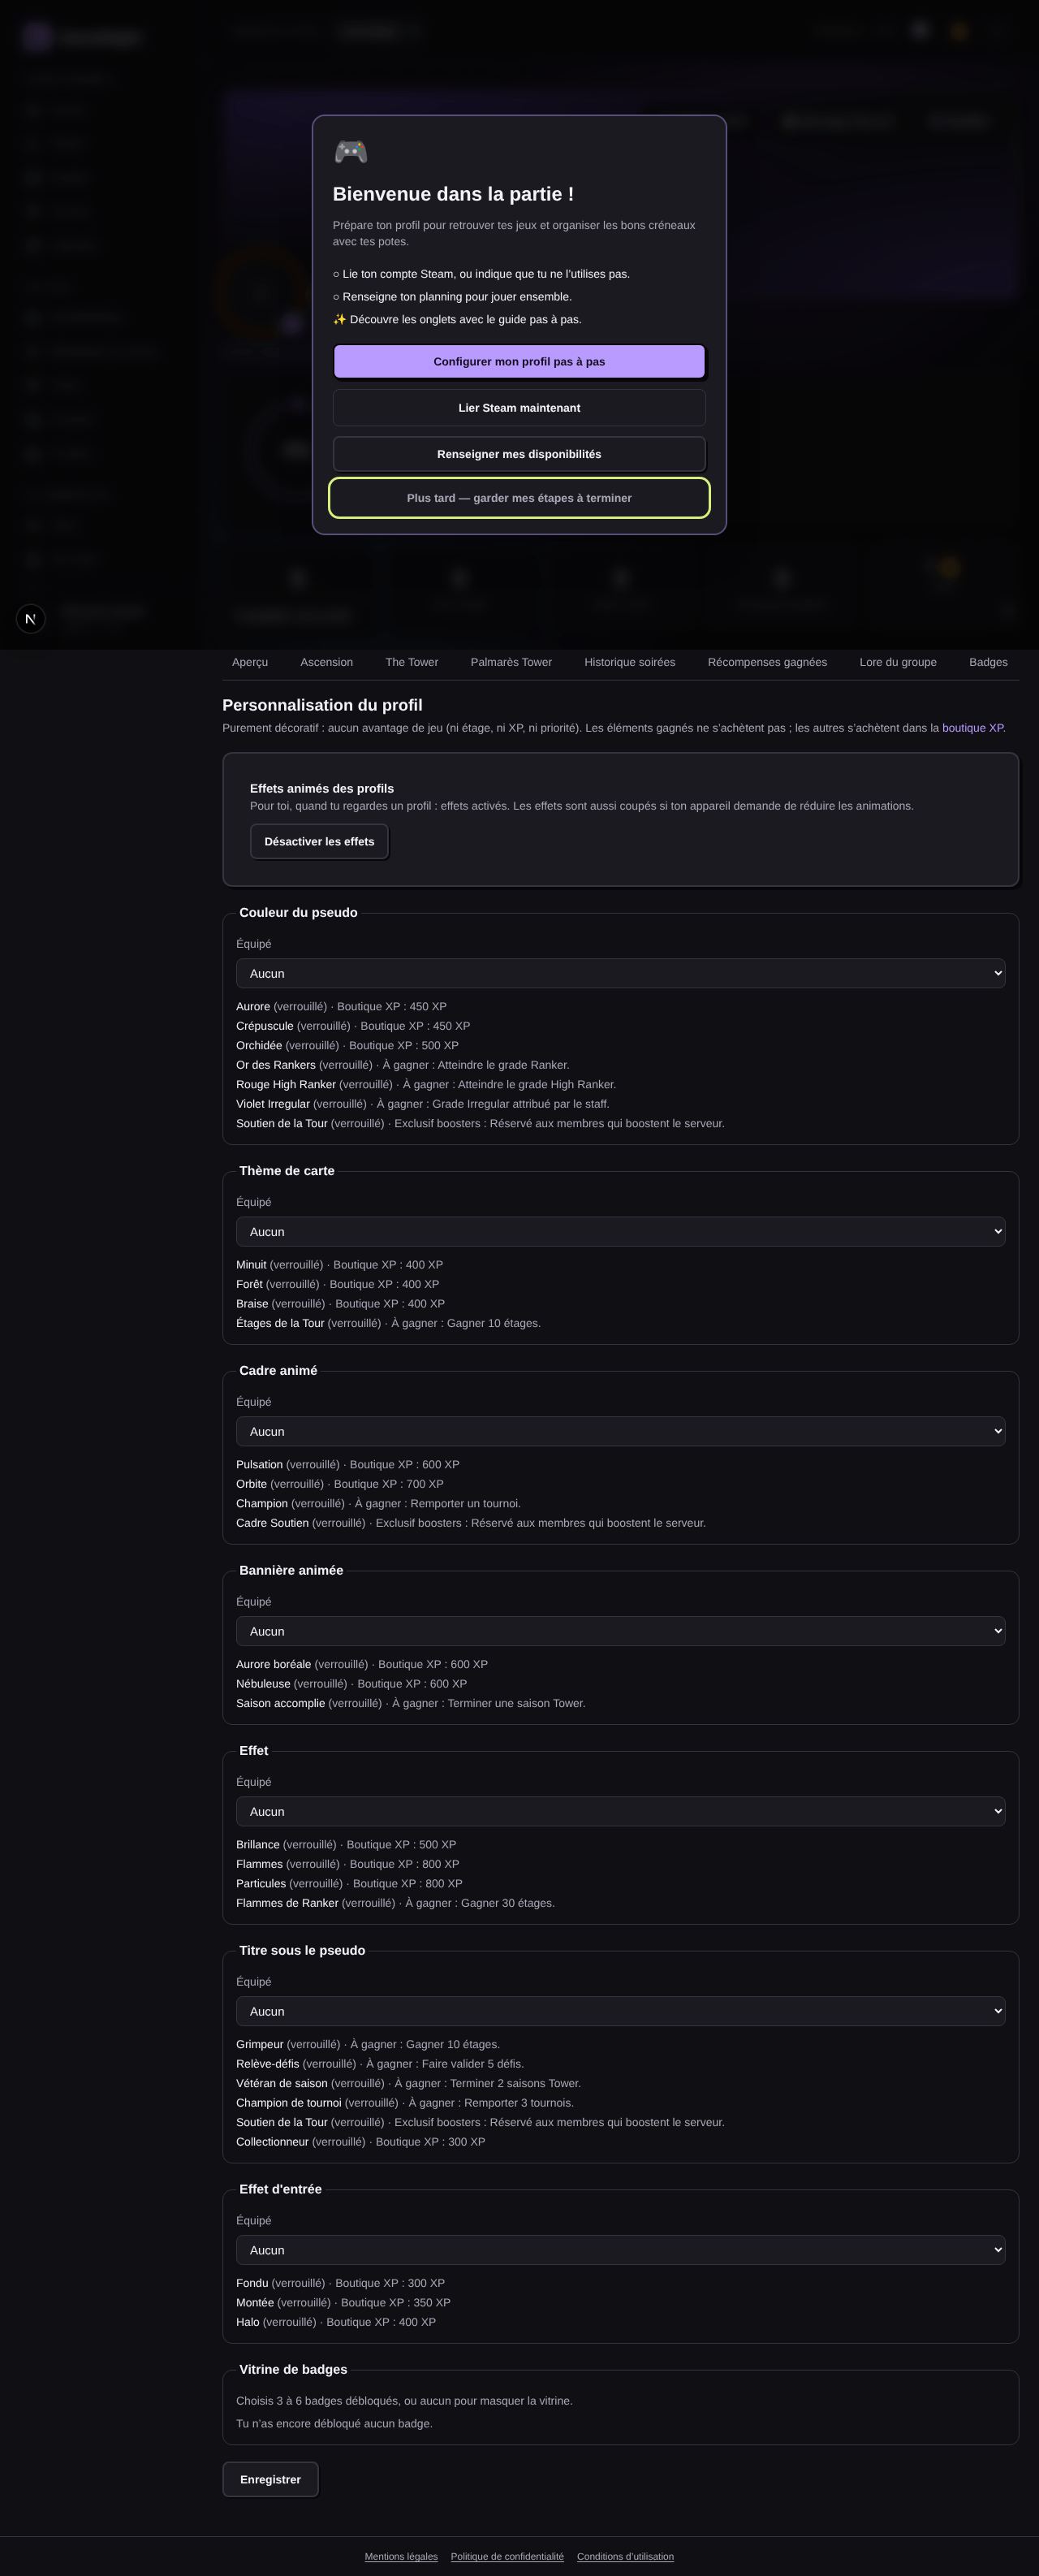 Bienvenue dans la partie !
Prépare ton profil pour retrouver tes jeux et organiser les bons créneaux
avec tes potes.
○ Lie ton compte Steam, ou indique que tu ne l’utilises pas.
○ Renseigne ton planning pour jouer ensemble.
✨ Découvre les onglets avec le guide pas à pas.
Configurer mon profil pas à pas
Lier Steam maintenant
Renseigner mes disponibilités
Plus tard — garder mes étapes à terminer
N
Aperçu Ascension The Tower Palmarès Tower Historique soirées Récompenses gagnées Lore du groupe Badges
Personnalisation du profil
Purement décoratif : aucun avantage de jeu (ni étage, ni XP, ni priorité). Les éléments gagnés ne s’achètent pas ; les autres s’achètent dans la boutique XP.
Effets animés des profils
Pour toi, quand tu regardes un profil : effets activés. Les effets sont aussi coupés si ton appareil demande de réduire les animations.
Désactiver les effets
Couleur du pseudo
Équipé
Aucun
Aurore (verrouillé) · Boutique XP : 450 XP
Crépuscule (verrouillé) · Boutique XP : 450 XP
Orchidée (verrouillé) · Boutique XP : 500 XP
Or des Rankers (verrouillé) · À gagner : Atteindre le grade Ranker.
Rouge High Ranker (verrouillé) · À gagner : Atteindre le grade High Ranker.
Violet Irregular (verrouillé) · À gagner : Grade Irregular attribué par le staff.
Soutien de la Tour (verrouillé) · Exclusif boosters : Réservé aux membres qui boostent le serveur.
Thème de carte
Équipé
Aucun
Minuit (verrouillé) · Boutique XP : 400 XP
Forêt (verrouillé) · Boutique XP : 400 XP
Braise (verrouillé) · Boutique XP : 400 XP
Étages de la Tour (verrouillé) · À gagner : Gagner 10 étages.
Cadre animé
Équipé
Aucun
Pulsation (verrouillé) · Boutique XP : 600 XP
Orbite (verrouillé) · Boutique XP : 700 XP
Champion (verrouillé) · À gagner : Remporter un tournoi.
Cadre Soutien (verrouillé) · Exclusif boosters : Réservé aux membres qui boostent le serveur.
Bannière animée
Équipé
Aucun
Aurore boréale (verrouillé) · Boutique XP : 600 XP
Nébuleuse (verrouillé) · Boutique XP : 600 XP
Saison accomplie (verrouillé) · À gagner : Terminer une saison Tower.
Effet
Équipé
Aucun
Brillance (verrouillé) · Boutique XP : 500 XP
Flammes (verrouillé) · Boutique XP : 800 XP
Particules (verrouillé) · Boutique XP : 800 XP
Flammes de Ranker (verrouillé) · À gagner : Gagner 30 étages.
Titre sous le pseudo
Équipé
Aucun
Grimpeur (verrouillé) · À gagner : Gagner 10 étages.
Relève-défis (verrouillé) · À gagner : Faire valider 5 défis.
Vétéran de saison (verrouillé) · À gagner : Terminer 2 saisons Tower.
Champion de tournoi (verrouillé) · À gagner : Remporter 3 tournois.
Soutien de la Tour (verrouillé) · Exclusif boosters : Réservé aux membres qui boostent le serveur.
Collectionneur (verrouillé) · Boutique XP : 300 XP
Effet d'entrée
Équipé
Aucun
Fondu (verrouillé) · Boutique XP : 300 XP
Montée (verrouillé) · Boutique XP : 350 XP
Halo (verrouillé) · Boutique XP : 400 XP
Vitrine de badges
Choisis 3 à 6 badges débloqués, ou aucun pour masquer la vitrine.
Tu n’as encore débloqué aucun badge.
Enregistrer
Mentions légales Politique de confidentialité Conditions d’utilisation